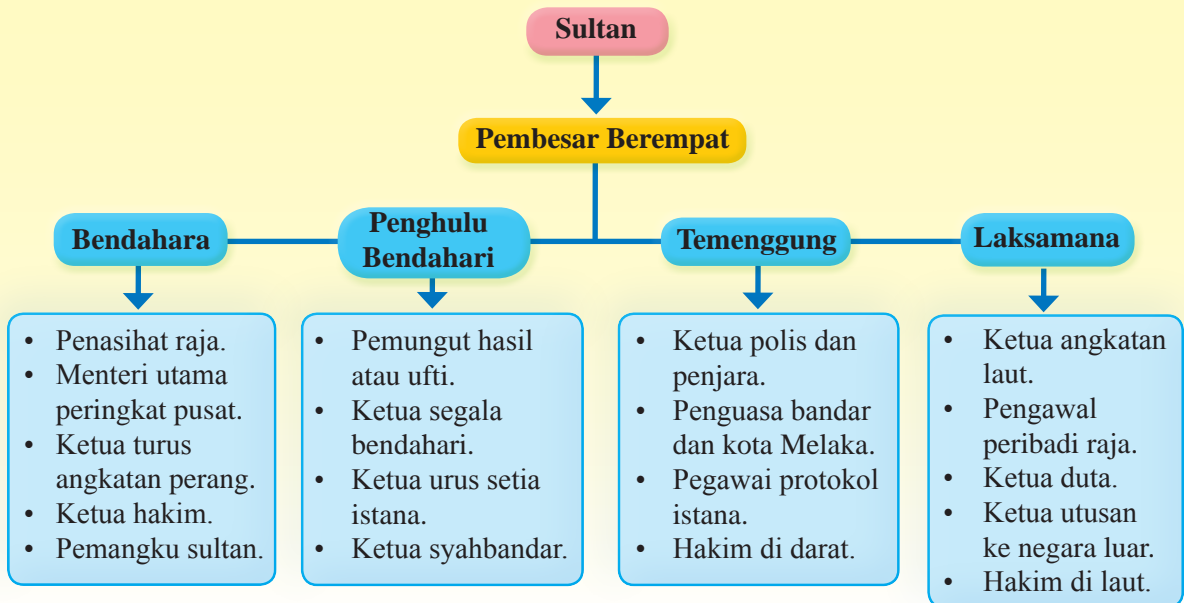 Sultan
Pembesar Berempat
Bendahara
Penghulu
Bendahari
Temenggung
Laksamana
• Penasihat raja.
• Menteri utama
peringkat pusat.
• Ketua turus
angkatan perang.
• Ketua hakim.
• Pemangku sultan.
• Pemungut hasil
atau ufti.
• Ketua segala
bendahari.
• Ketua urus setia
istana.
• Ketua syahbandar.
• Ketua polis dan
penjara.
• Penguasa bandar
dan kota Melaka.
• Pegawai protokol
istana.
• Hakim di darat.
• Ketua angkatan
laut.
• Pengawal
peribadi raja.
• Ketua duta.
• Ketua utusan
ke negara luar.
• Hakim di laut.